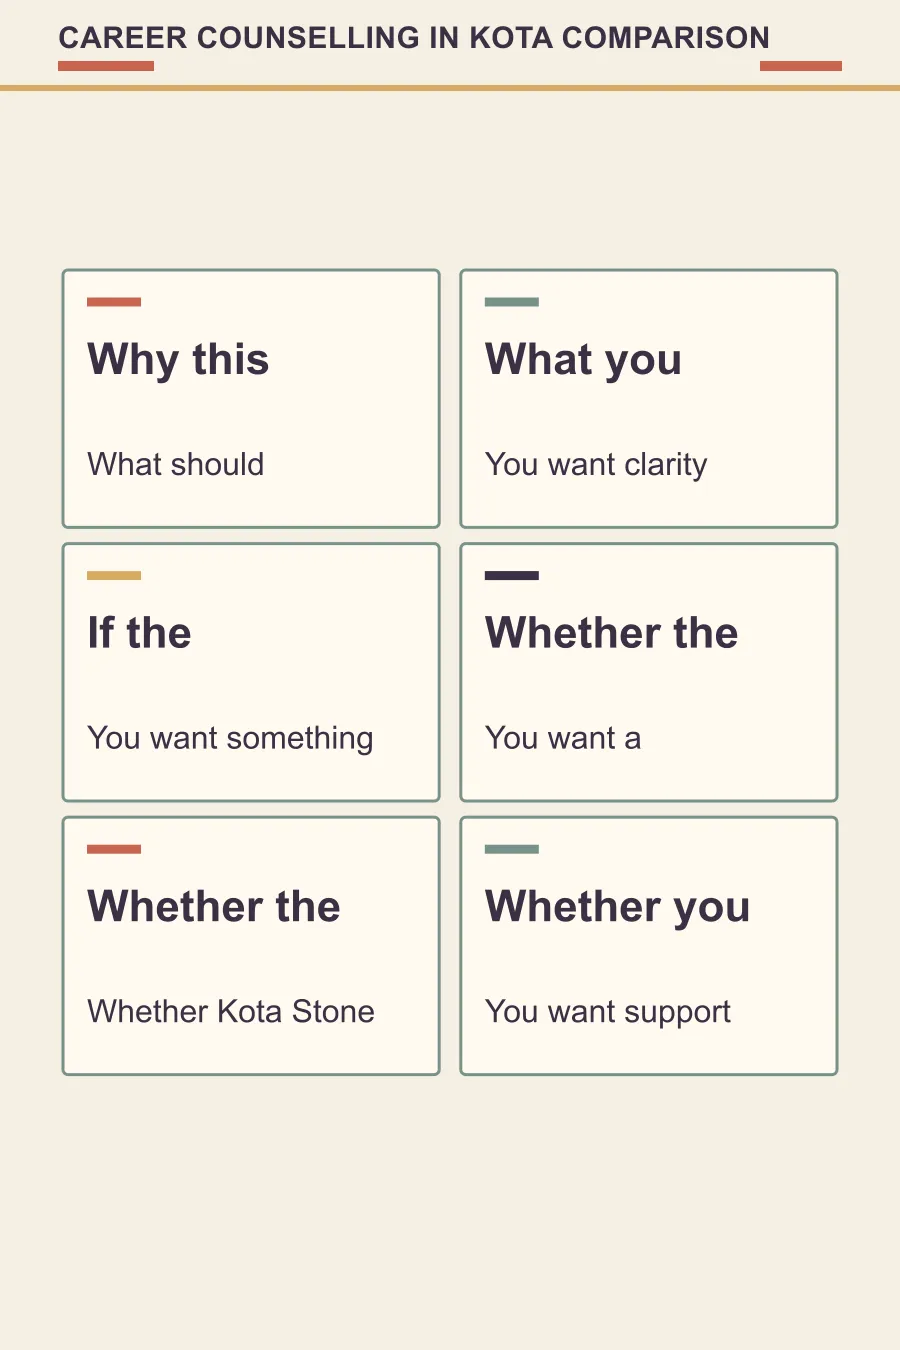 CAREER COUNSELLING IN KOTA COMPARISON
Why this
What should
What you
You want clarity
If the
You want something
Whether the
You want a
Whether the
Whether Kota Stone
Whether you
You want support